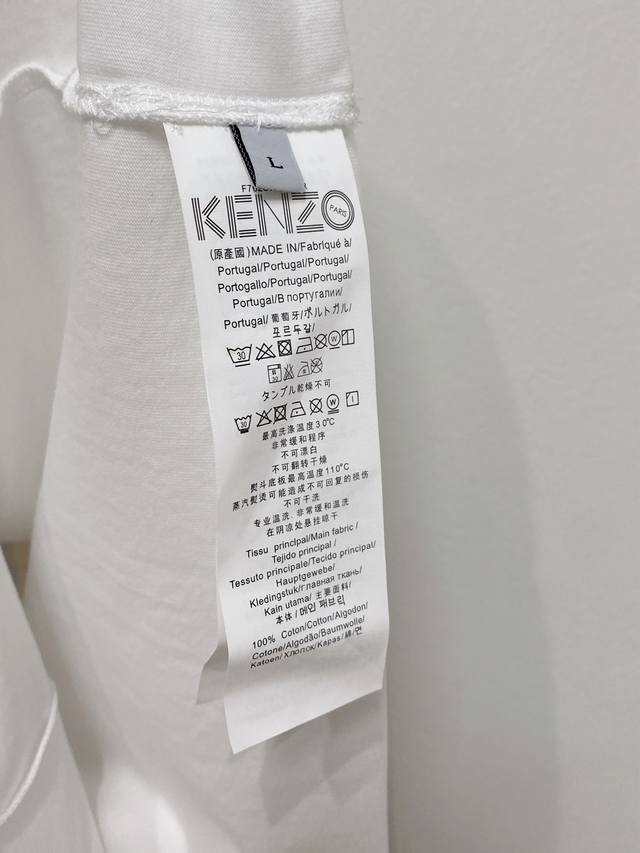 L
KENZO
PARIS
(原產國)MADE IN/Fabriqué à/
Portugal/Portugal/Portugal/
Portogallo/Portugal/Portugal/
Portugal/В португалии/
Portugal/葡萄牙/ポルトガル/
포르두갈/
30 W
30
タンブル乾燥不可
30 W
最高洗涤温度30℃
非常缓和程序
不可漂白
不可翻转干燥
熨斗底板最高温度110℃
蒸汽熨烫可能造成不可回复的损伤
不可干洗
专业湿洗、非常缓和湿洗
在阴凉处悬挂晾干
Tissu principal/Main fabric/
Tejido principal/
Tessuto principale/Tecido principal/
Hauptgewebe/
Kledingstuk/главная ткань/
Kain utama/主要面料/
本体/메인 패브릭
100% Coton/Cotton/Algodon/
Cotone/Algodão/Baumwolle/
Katoen/Хлопок/Kapas/綿/면